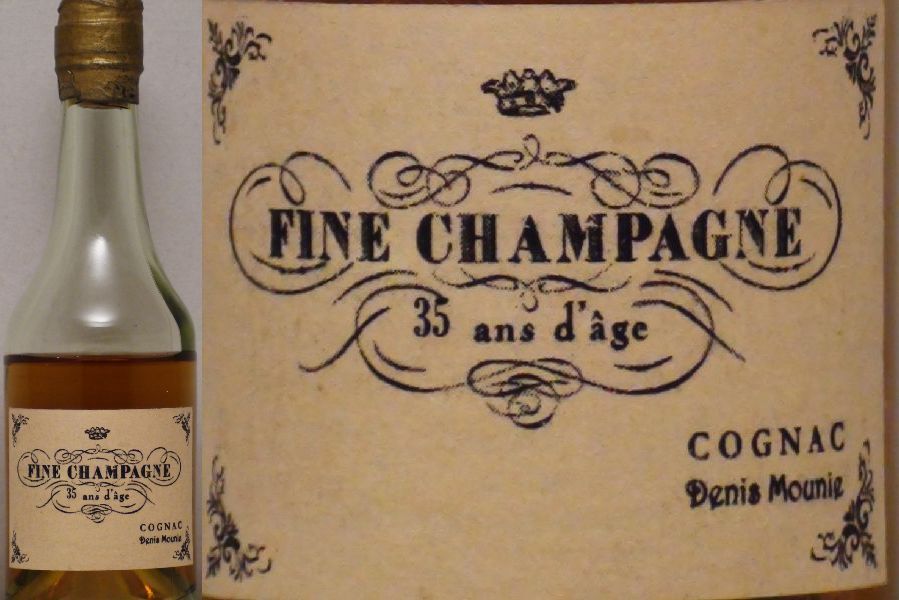 FINE CHAMPAGNE
35 ans d'âge
COGNAC
Denis Mounie
FINE CHAMPAGNE
35 ans d'âge
COGNAC
Denis Mounie